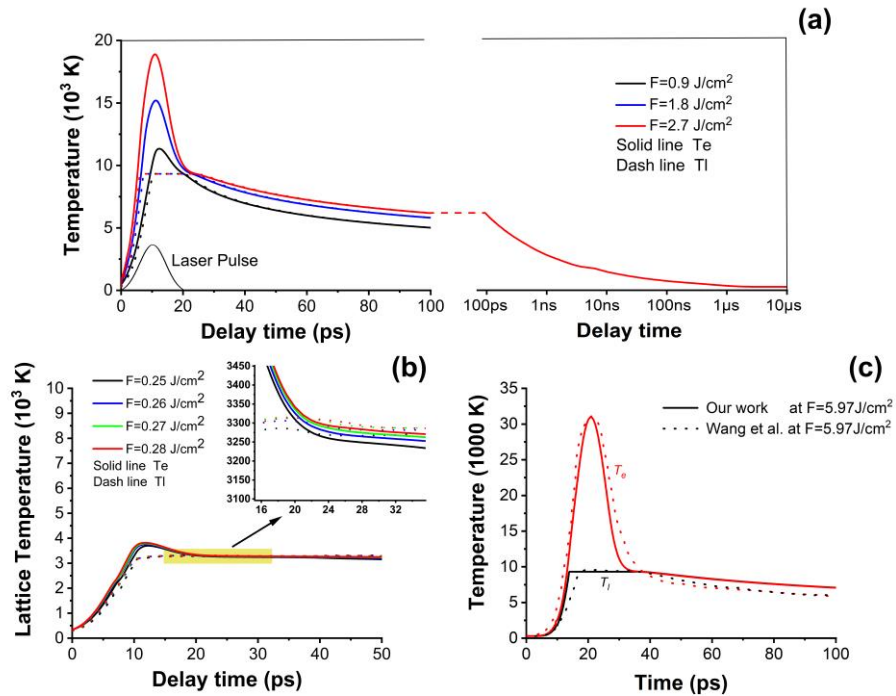 (a)
20
15
10
5
0
Temperature (10³ K)
F=0.9 J/cm²
F=1.8 J/cm²
F=2.7 J/cm²
Solid line Te
Dash line Tl
Laser Pulse
0 20 40 60 80 100
100ps 1ns 10ns 100ns 1µs 10µs
Delay time (ps)
Delay time
(b)
10
9
8
7
6
5
4
3
2
1
0
Lattice Temperature (10³ K)
F=0.25 J/cm²
F=0.26 J/cm²
F=0.27 J/cm²
F=0.28 J/cm²
Solid line Te
Dash line Tl
3450
3400
3350
3300
3250
3200
3150
3100
16 20 24 28 32
0 10 20 30 40 50
Delay time (ps)
(c)
35
30
25
20
15
10
5
0
Temperature (1000 K)
Our work at F=5.97J/cm²
Wang et al. at F=5.97J/cm²
Te
Tl
0 20 40 60 80 100
Time (ps)